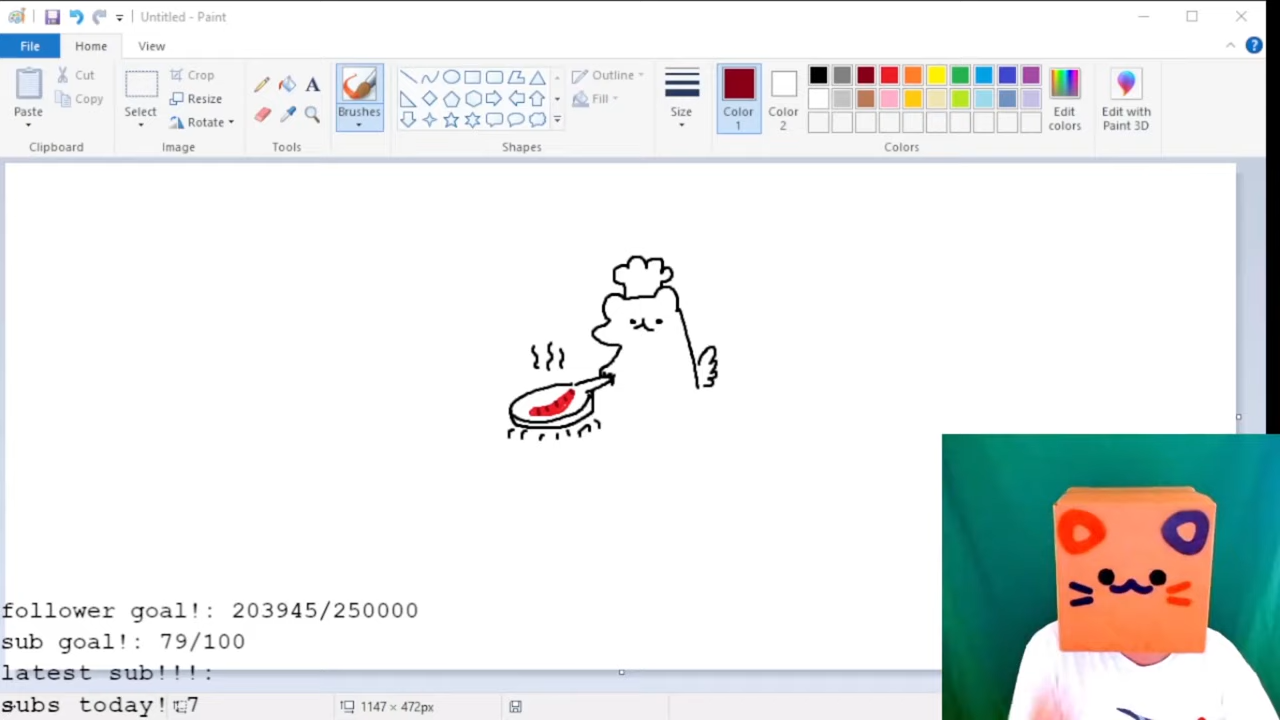 Untitled - Paint
File Home View
Paste
Cut
Copy
Clipboard
Select
Crop
Resize
Rotate
Image
A
Tools
Brushes
Outline
Fill
Shapes
Size
Color 1
Color 2
Edit colors
Colors
Edit with Paint 3D
follower goal!: 203945/250000
sub goal!: 79/100
latest sub!!!:
subs today!:7
1147 × 472px